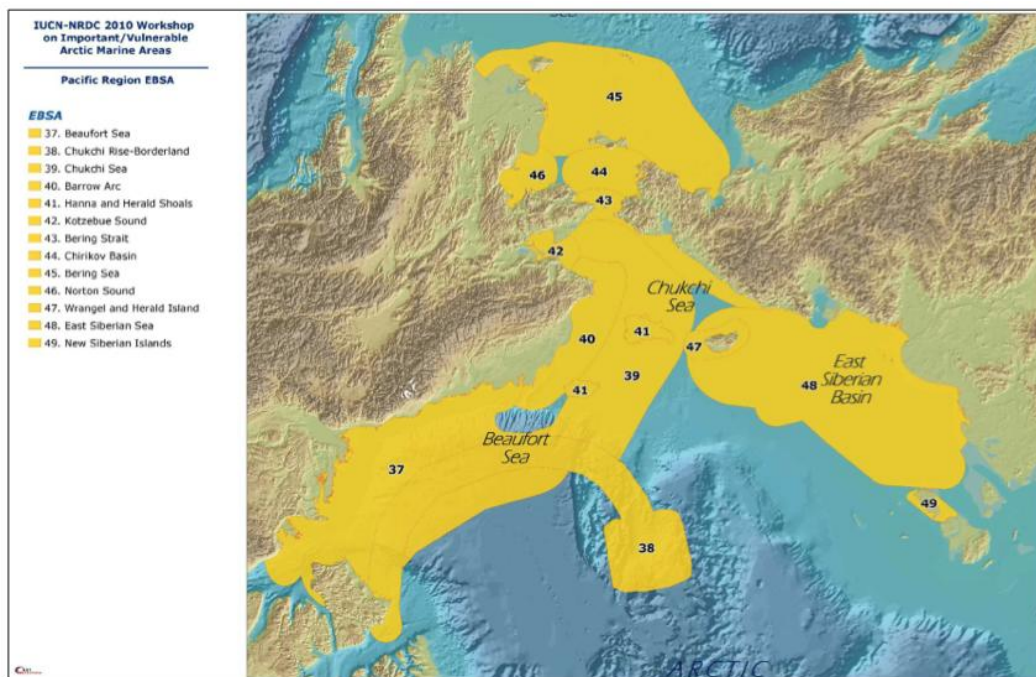 IUCN-NRDC 2010 Workshop
on Important/Vulnerable
Arctic Marine Areas
Pacific Region EBSA
EBSA
37. Beaufort Sea
38. Chukchi Rise-Borderland
39. Chukchi Sea
40. Barrow Arc
41. Hanna and Herald Shoals
42. Kotzebue Sound
43. Bering Strait
44. Chirikov Basin
45. Bering Sea
46. Norton Sound
47. Wrangel and Herald Island
48. East Siberian Sea
49. New Siberian Islands
Sea
45
46
44
43
42
Chukchi
Sea
40
41
47
39
48
East
Siberian
Basin
41
Beaufort
Sea
37
49
38
ARCTIC